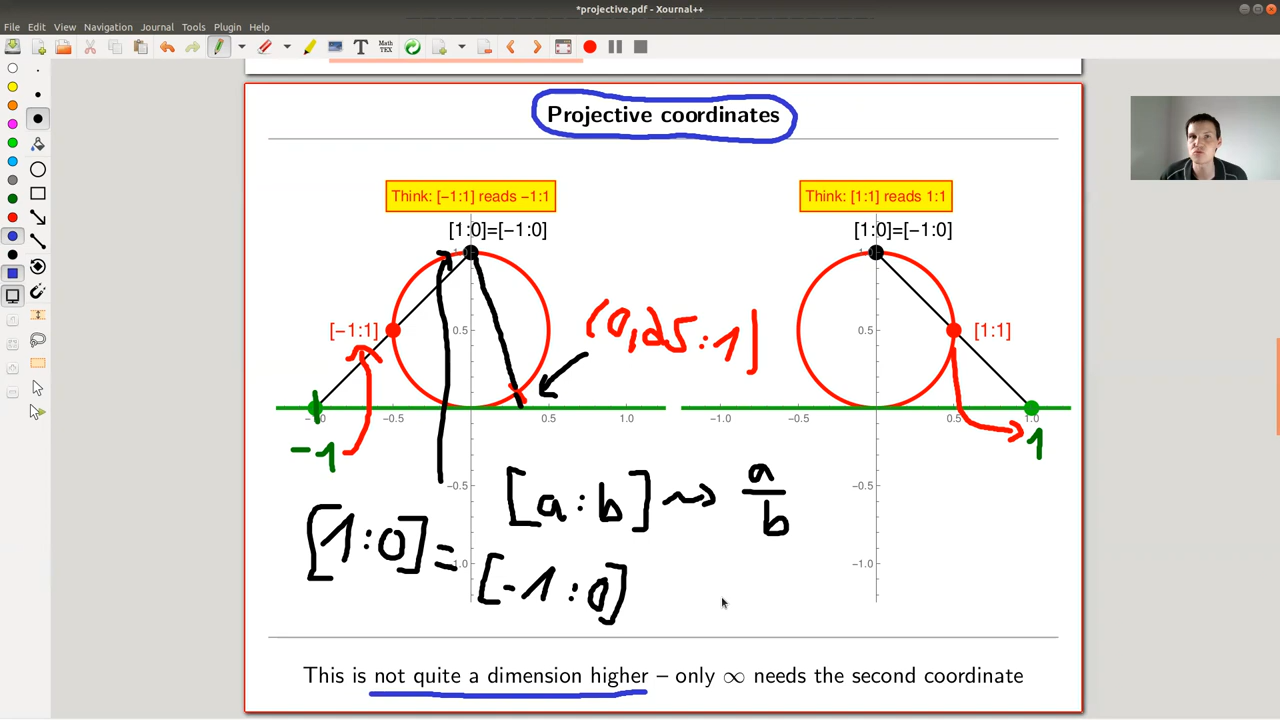 *projective.pdf - Xournal++
File Edit View Navigation Journal Tools Plugin Help
Math TEX
Projective coordinates
Think: [−1:1] reads −1:1
Think: [1:1] reads 1:1
[1:0]=[−1:0]
[1:0]=[−1:0]
[−1:1]
0.5
[0,25:1]
0.5
[1:1]
−0.5
0.5
1.0
−1.0
−0.5
0.5
1.0
−1
1
−0.5
−0.5
[a:b] ⇝ a/b
[1:0] =
−1.0
−1.0
[−1:0]
This is not quite a dimension higher – only ∞ needs the second coordinate